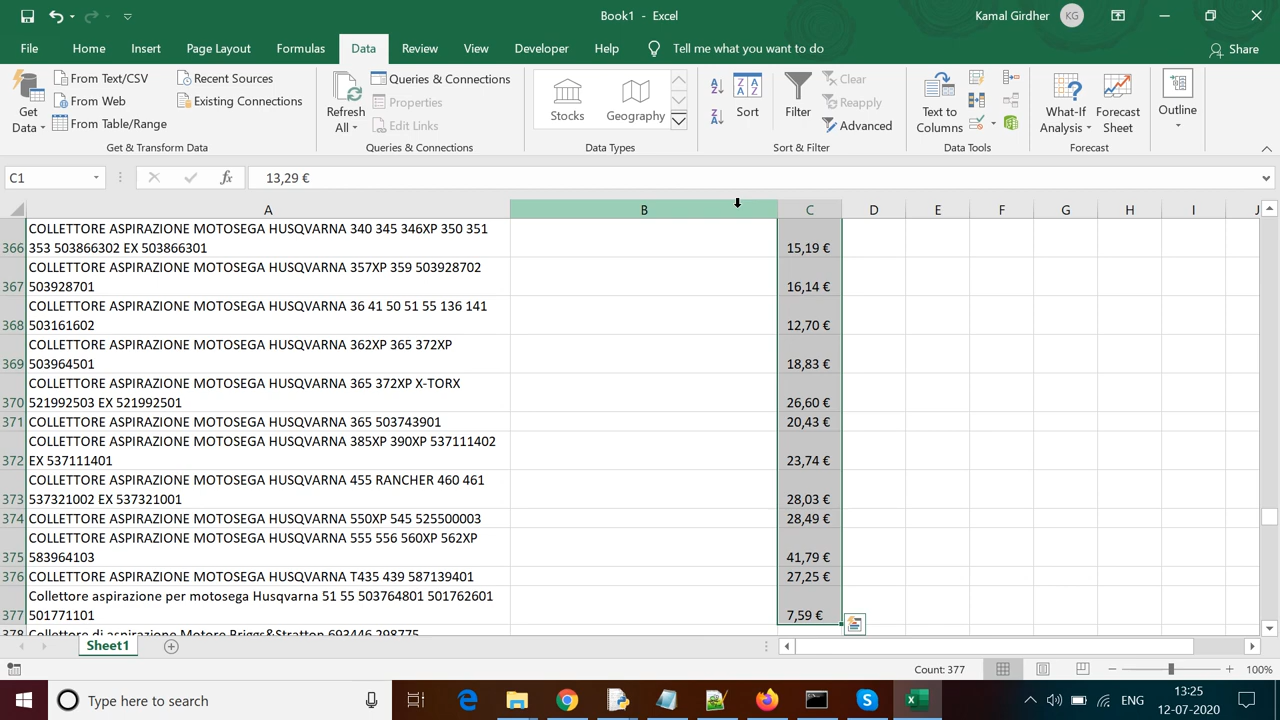 Book1 - Excel
Kamal Girdher
KG
File
Home
Insert
Page Layout
Formulas
Data
Review
View
Developer
Help
Tell me what you want to do
Share
Get
Data
From Text/CSV
From Web
From Table/Range
Recent Sources
Existing Connections
Get & Transform Data
Refresh
All
Queries & Connections
Properties
Edit Links
Queries & Connections
Stocks
Geography
Data Types
Sort
Filter
Clear
Reapply
Advanced
Sort & Filter
Text to
Columns
Data Tools
What-If
Analysis
Forecast
Sheet
Forecast
Outline
C1
fx
13,29 €
A B C D E F G H I J
COLLETTORE ASPIRAZIONE MOTOSEGA HUSQVARNA 340 345 346XP 350 351
366 353 503866302 EX 503866301 15,19 €
COLLETTORE ASPIRAZIONE MOTOSEGA HUSQVARNA 357XP 359 503928702
367 503928701 16,14 €
COLLETTORE ASPIRAZIONE MOTOSEGA HUSQVARNA 36 41 50 51 55 136 141
368 503161602 12,70 €
COLLETTORE ASPIRAZIONE MOTOSEGA HUSQVARNA 362XP 365 372XP
369 503964501 18,83 €
COLLETTORE ASPIRAZIONE MOTOSEGA HUSQVARNA 365 372XP X-TORX
370 521992503 EX 521992501 26,60 €
371 COLLETTORE ASPIRAZIONE MOTOSEGA HUSQVARNA 365 503743901 20,43 €
COLLETTORE ASPIRAZIONE MOTOSEGA HUSQVARNA 385XP 390XP 537111402
372 EX 537111401 23,74 €
COLLETTORE ASPIRAZIONE MOTOSEGA HUSQVARNA 455 RANCHER 460 461
373 537321002 EX 537321001 28,03 €
374 COLLETTORE ASPIRAZIONE MOTOSEGA HUSQVARNA 550XP 545 525500003 28,49 €
COLLETTORE ASPIRAZIONE MOTOSEGA HUSQVARNA 555 556 560XP 562XP
375 583964103 41,79 €
376 COLLETTORE ASPIRAZIONE MOTOSEGA HUSQVARNA T435 439 587139401 27,25 €
Collettore aspirazione per motosega Husqvarna 51 55 503764801 501762601
377 501771101 7,59 €
378 Collettore di aspirazione Motore Briggs&Stratton 693446 298775
Sheet1
Count: 377
100%
Type here to search
ENG
13:25
12-07-2020